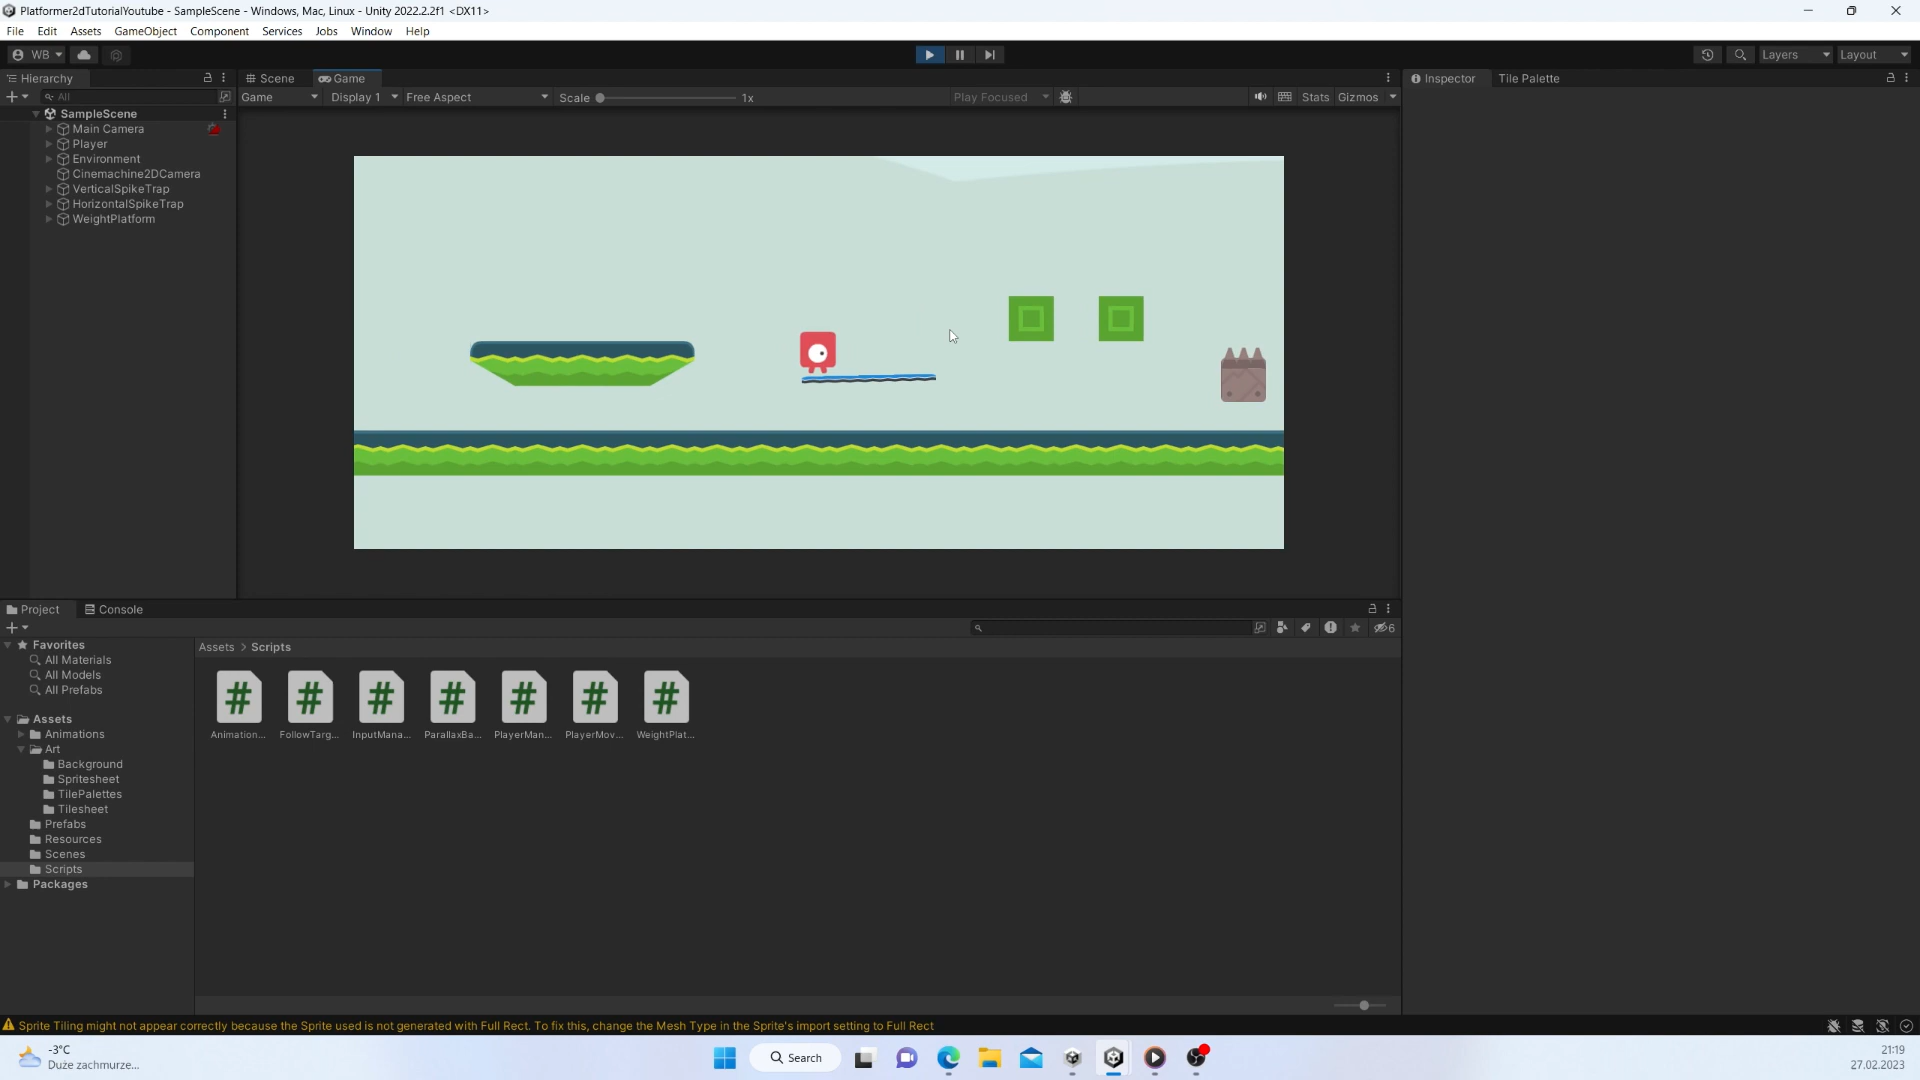 Platformer2dTutorialYoutube - SampleScene - Windows, Mac, Linux - Unity 2022.2.2f1 <DX11>
File Edit Assets GameObject Component Services Jobs Window Help
WB Layers Layout
Hierarchy Scene Game Inspector Tile Palette
All Game Display 1 Free Aspect Scale 1x Play Focused Stats Gizmos
SampleScene
Main Camera
Player
Environment
Cinemachine2DCamera
VerticalSpikeTrap
HorizontalSpikeTrap
WeightPlatform
Project Console
6
Favorites
All Materials
All Models
All Prefabs
Assets
Animations
Art
Background
Spritesheet
TilePalettes
Tilesheet
Prefabs
Resources
Scenes
Scripts
Packages
Assets > Scripts
Animation... FollowTarg... InputMana... ParallaxBa... PlayerMan... PlayerMov... WeightPlat...
Sprite Tiling might not appear correctly because the Sprite used is not generated with Full Rect. To fix this, change the Mesh Type in the Sprite's import setting to Full Rect
-3°C
Duże zachmurze...
Search
21:19
27.02.2023